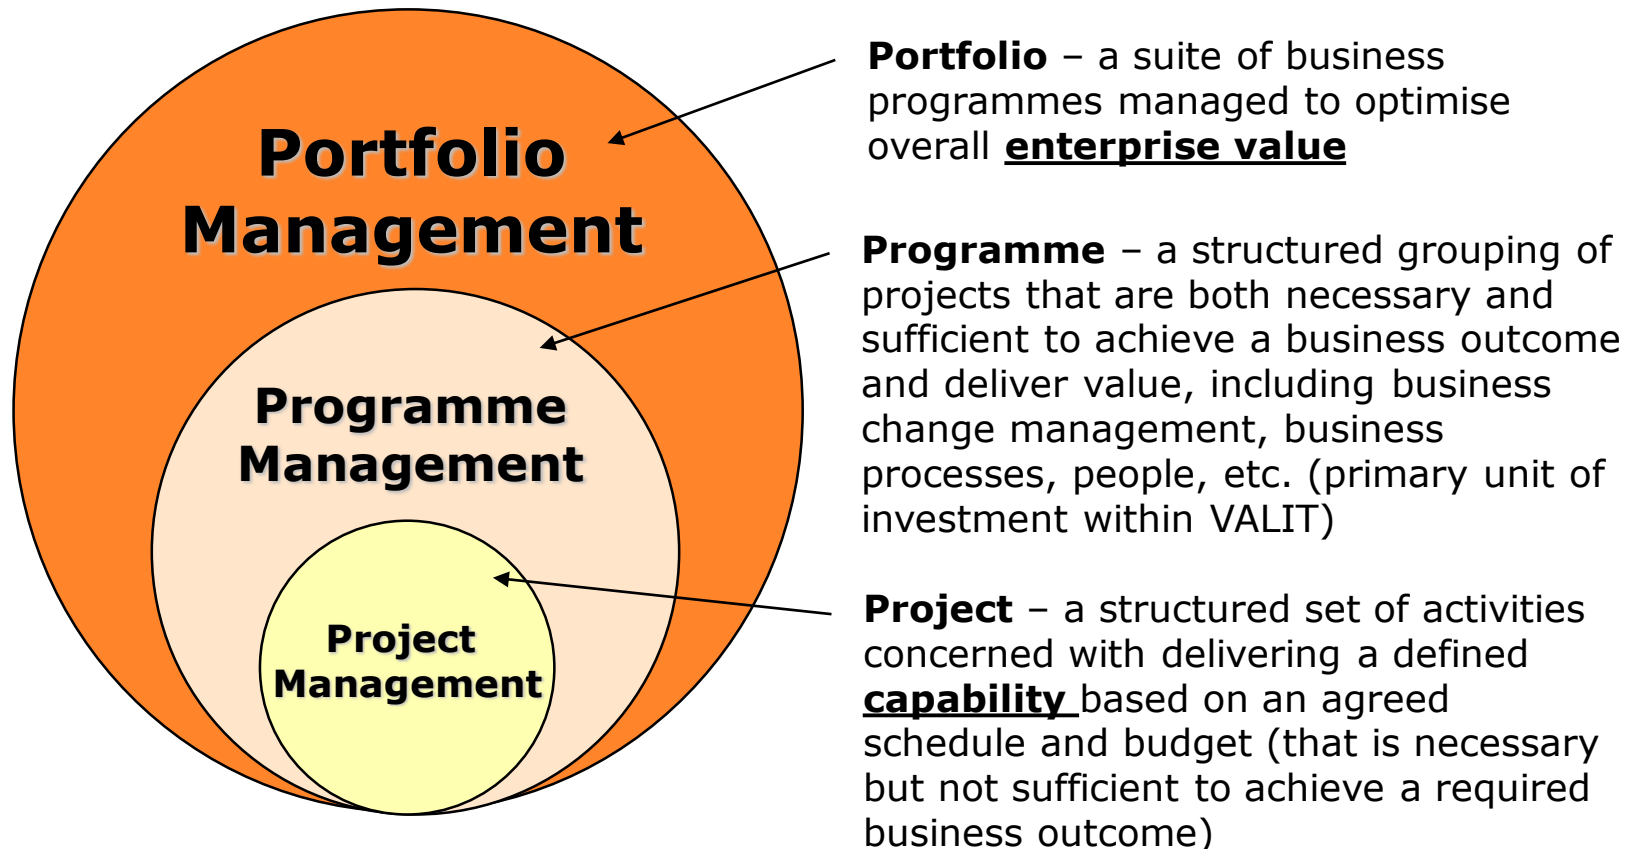 Portfolio
Management
Programme
Management
Project
Management
Portfolio – a suite of business
programmes managed to optimise
overall enterprise value
Programme – a structured grouping of
projects that are both necessary and
sufficient to achieve a business outcome
and deliver value, including business
change management, business
processes, people, etc. (primary unit of
investment within VALIT)
Project – a structured set of activities
concerned with delivering a defined
capability based on an agreed
schedule and budget (that is necessary
but not sufficient to achieve a required
business outcome)